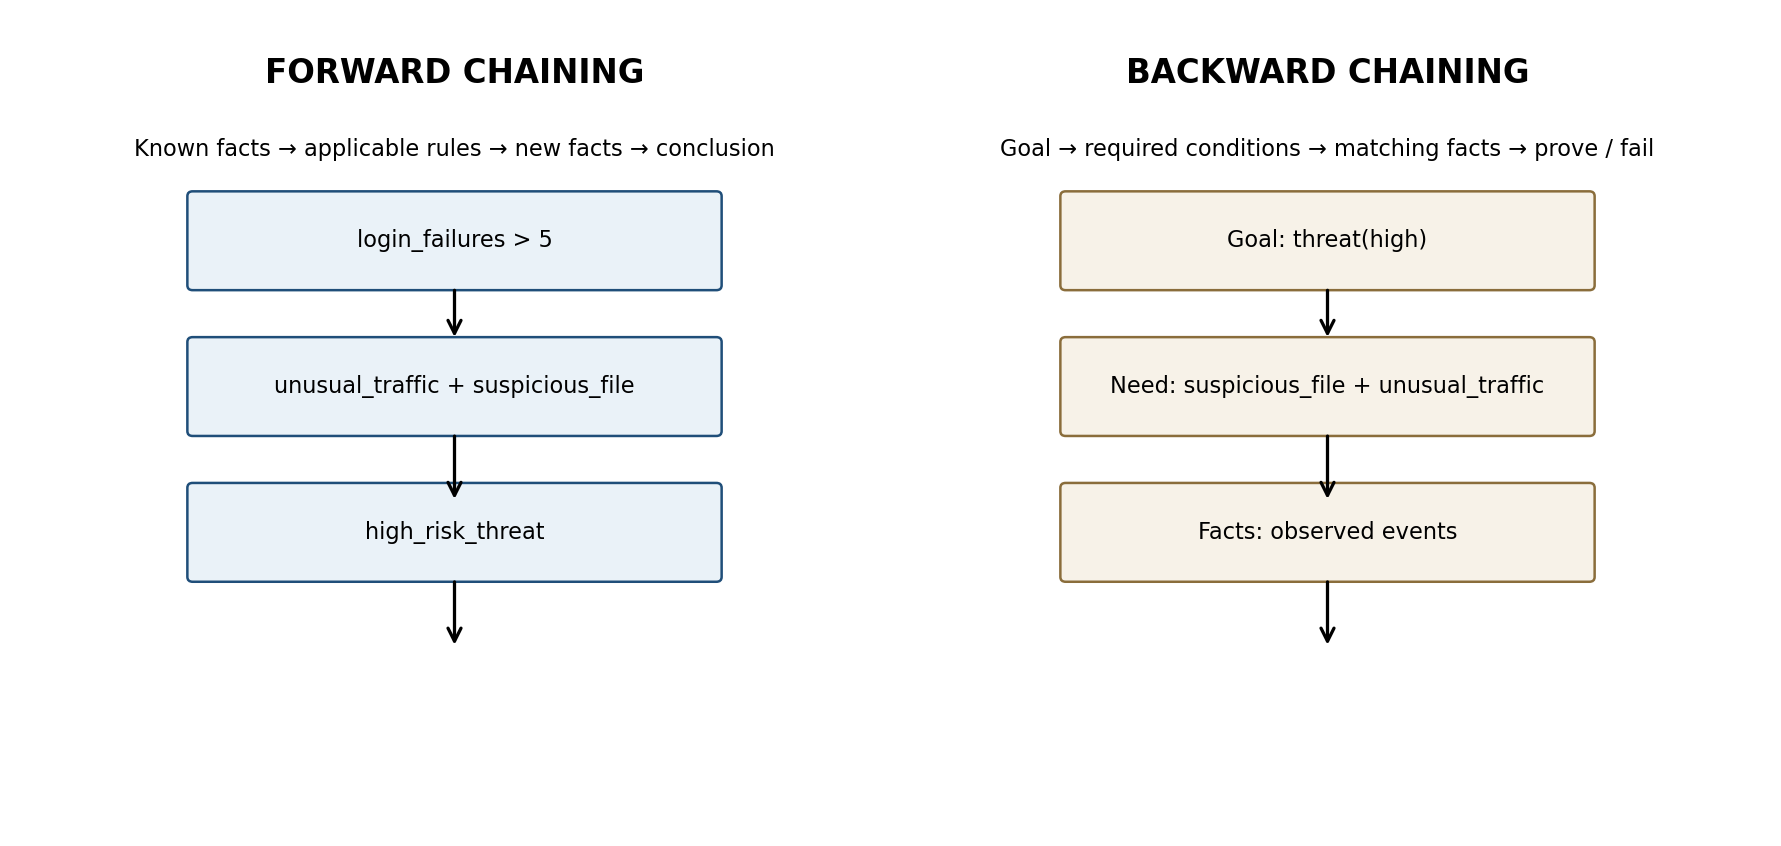 FORWARD CHAINING
Known facts → applicable rules → new facts → conclusion
login_failures > 5
unusual_traffic + suspicious_file
high_risk_threat
BACKWARD CHAINING
Goal → required conditions → matching facts → prove / fail
Goal: threat(high)
Need: suspicious_file + unusual_traffic
Facts: observed events